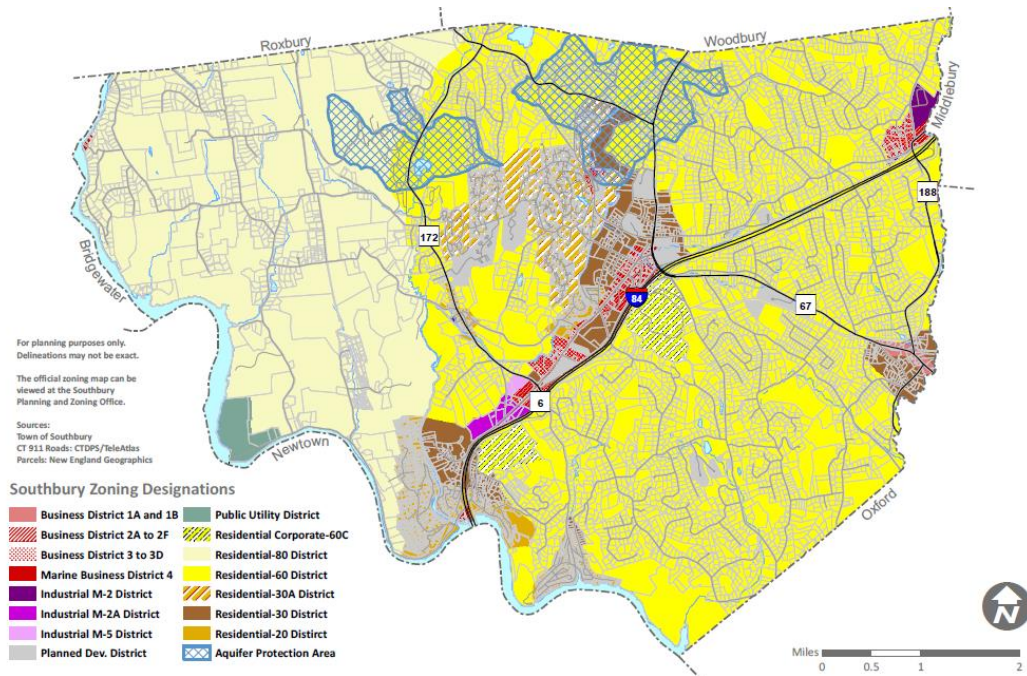 Roxbury
Woodbury
Middlebury
188
172
Bridgewater
84
67
For planning purposes only.
Delineations may not be exact.
The official zoning map can be
viewed at the Southbury
Planning and Zoning Office.
6
Sources:
Town of Southbury
CT 911 Roads: CTDPS/TeleAtlas
Parcels: New England Geographics
Newtown
Oxford
Southbury Zoning Designations
Business District 1A and 1B
Business District 2A to 2F
Business District 3 to 3D
Marine Business District 4
Industrial M-2 District
Industrial M-2A District
Industrial M-5 District
Planned Dev. District
Public Utility District
Residential Corporate-60C
Residential-80 District
Residential-60 District
Residential-30A District
Residential-30 District
Residential-20 Distirct
Aquifer Protection Area
N
Miles
0 0.5 1 2